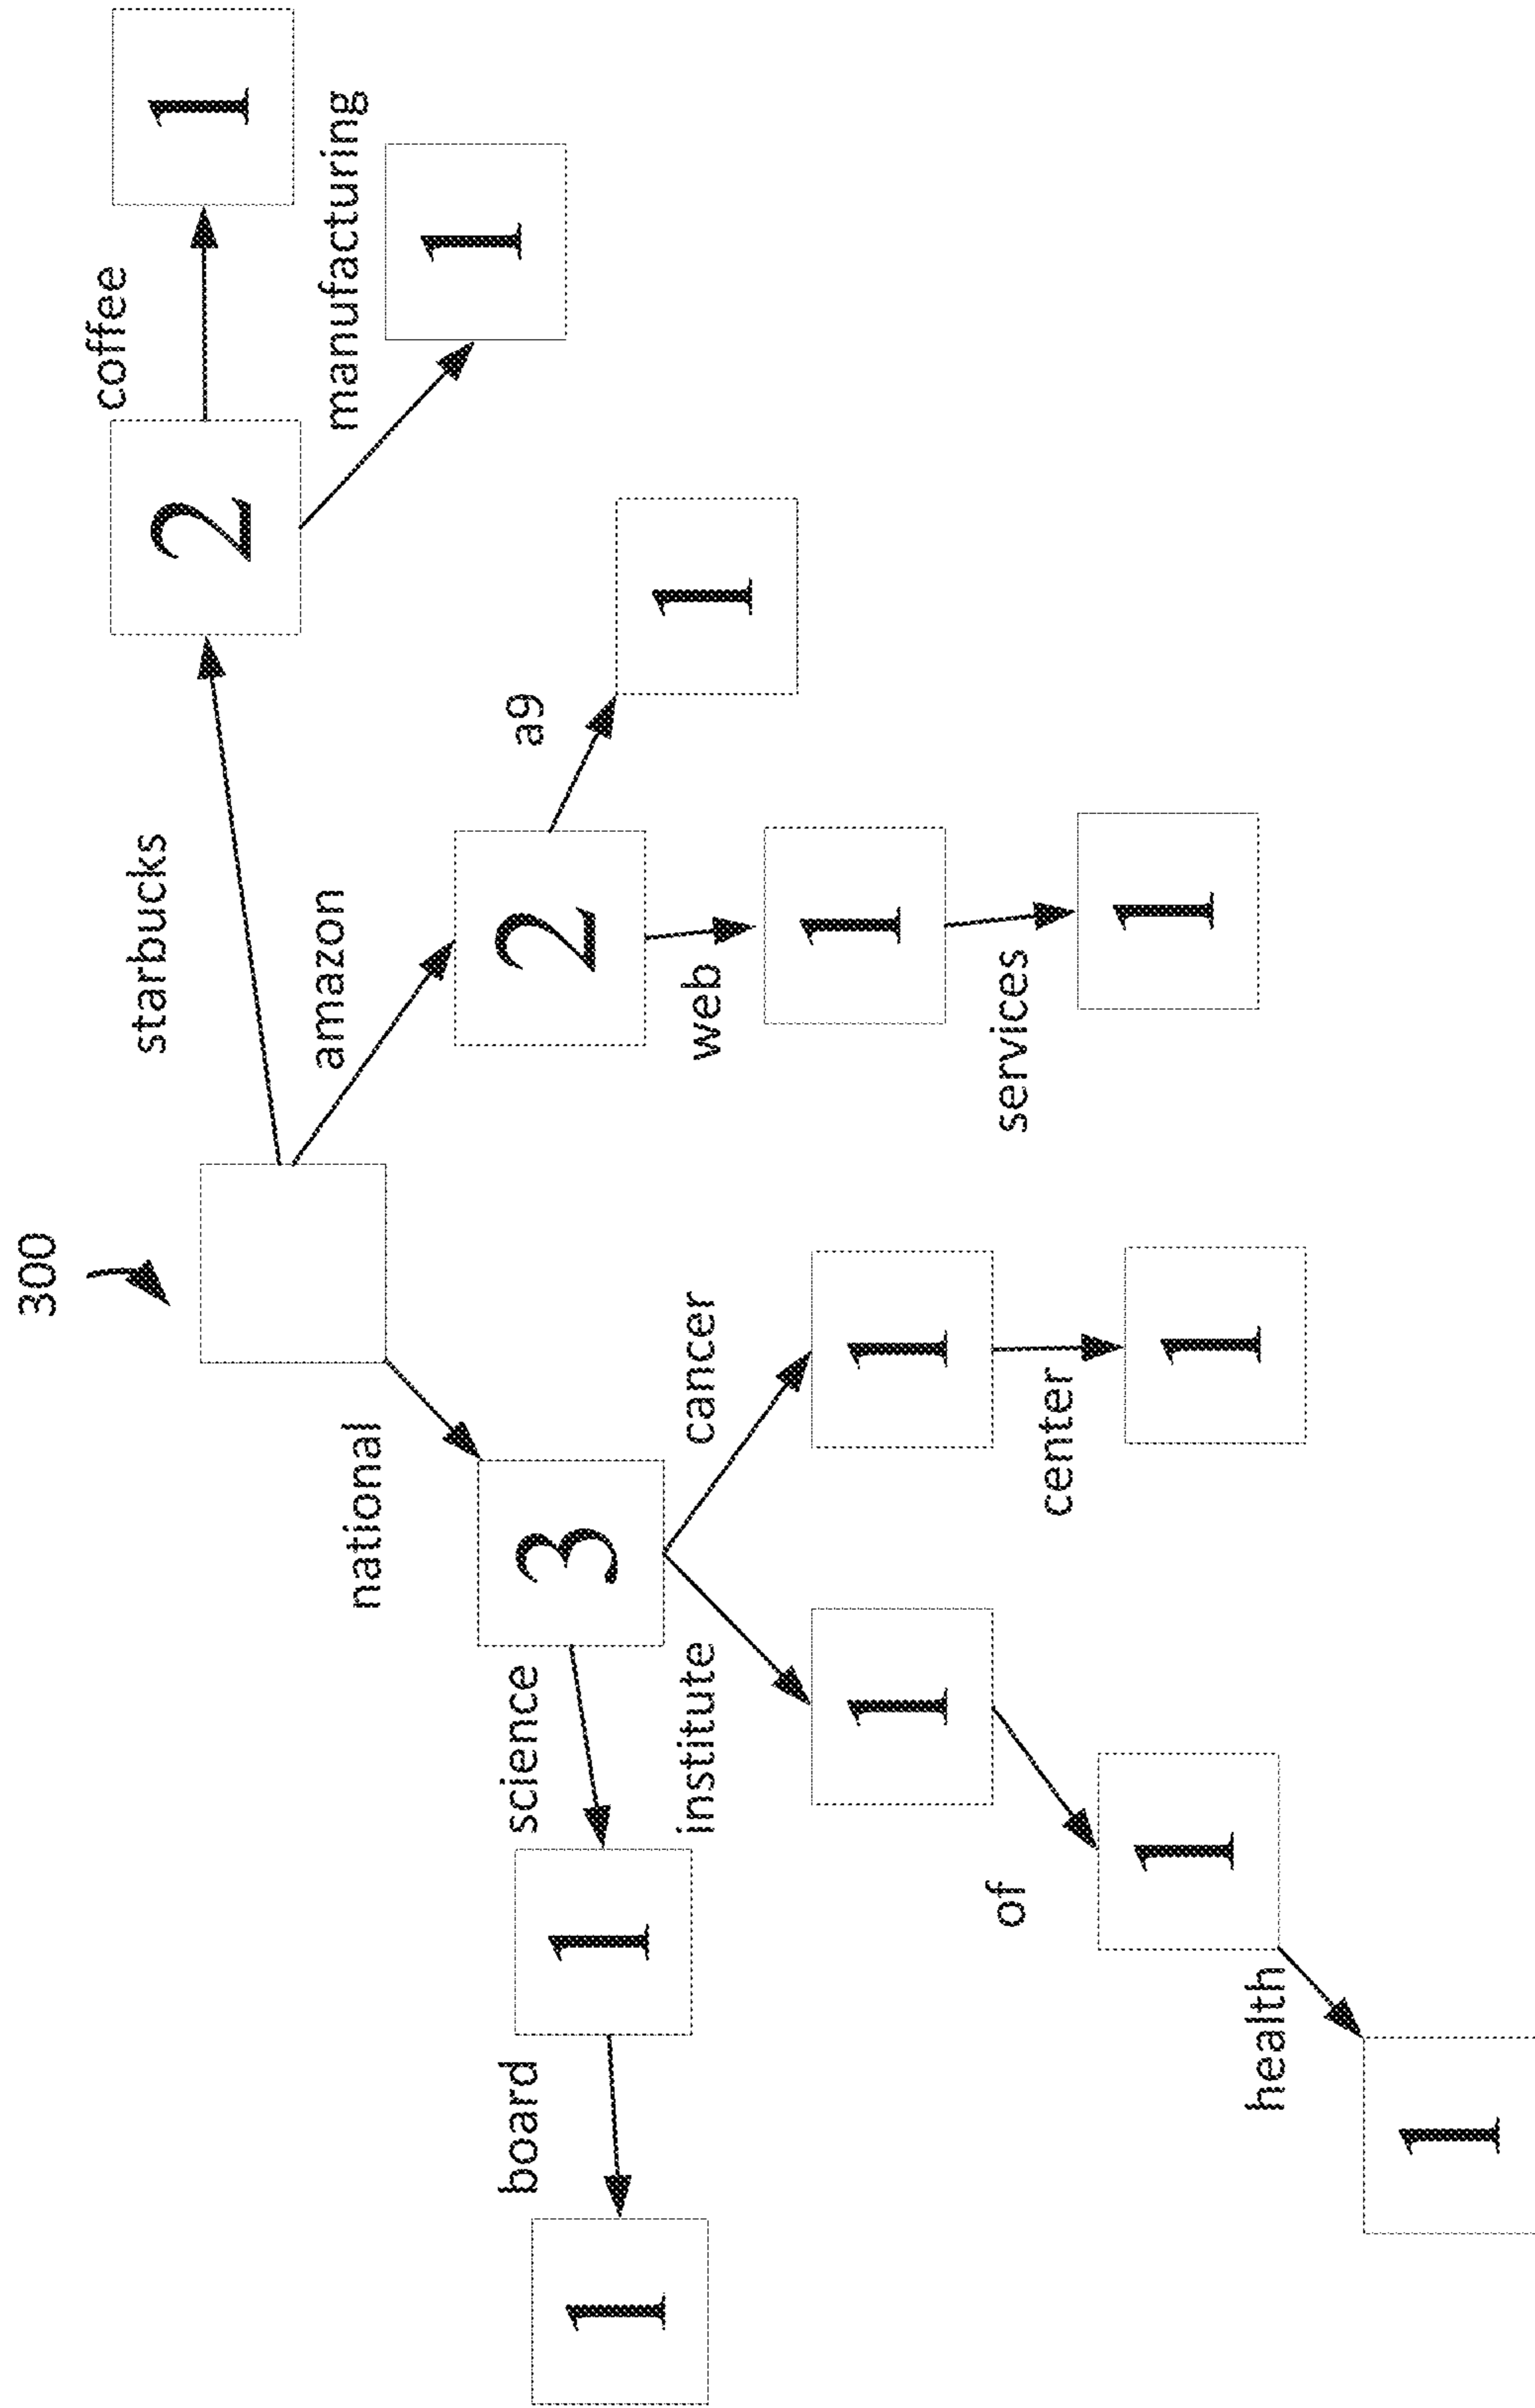 300
coffee
starbucks
2
1
amazon
manufacturing
national
1
board
science
a9
2
3
1
1
institute
cancer
web
1
1
1
1
of
services
center
1
1
1
health
1